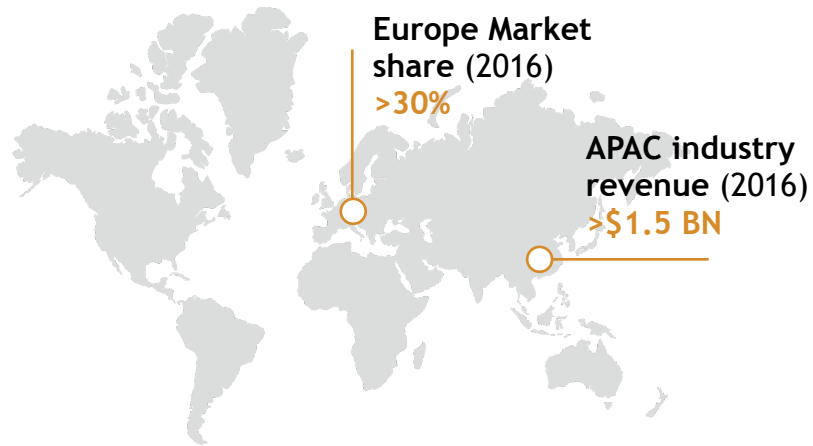 Europe Market
share (2016)
>30%
APAC industry
revenue (2016)
>$1.5 BN